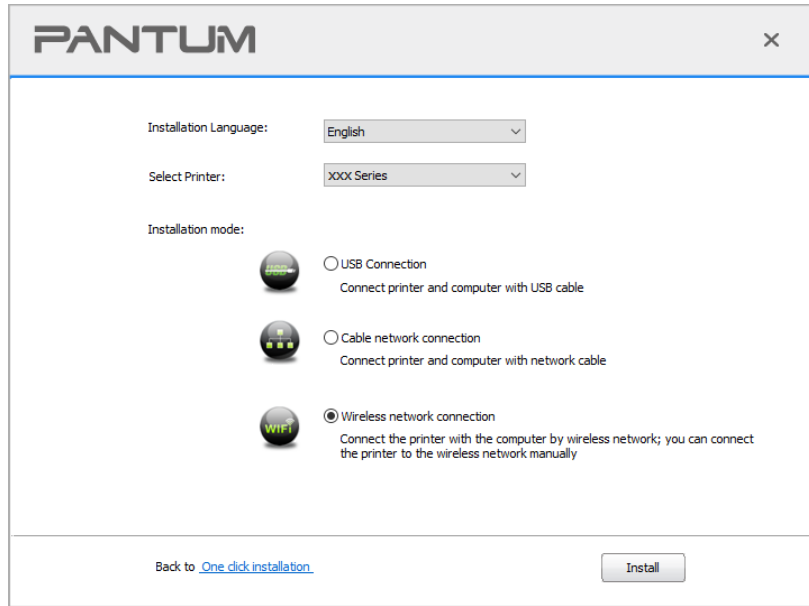 PANTUM
Installation Language:
English
Select Printer:
XXX Series
Installation mode:
USB
USB Connection
Connect printer and computer with USB cable
Cable network connection
Connect printer and computer with network cable
WIFI
Wireless network connection
Connect the printer with the computer by wireless network; you can connect
the printer to the wireless network manually
Back to One click installation
Install